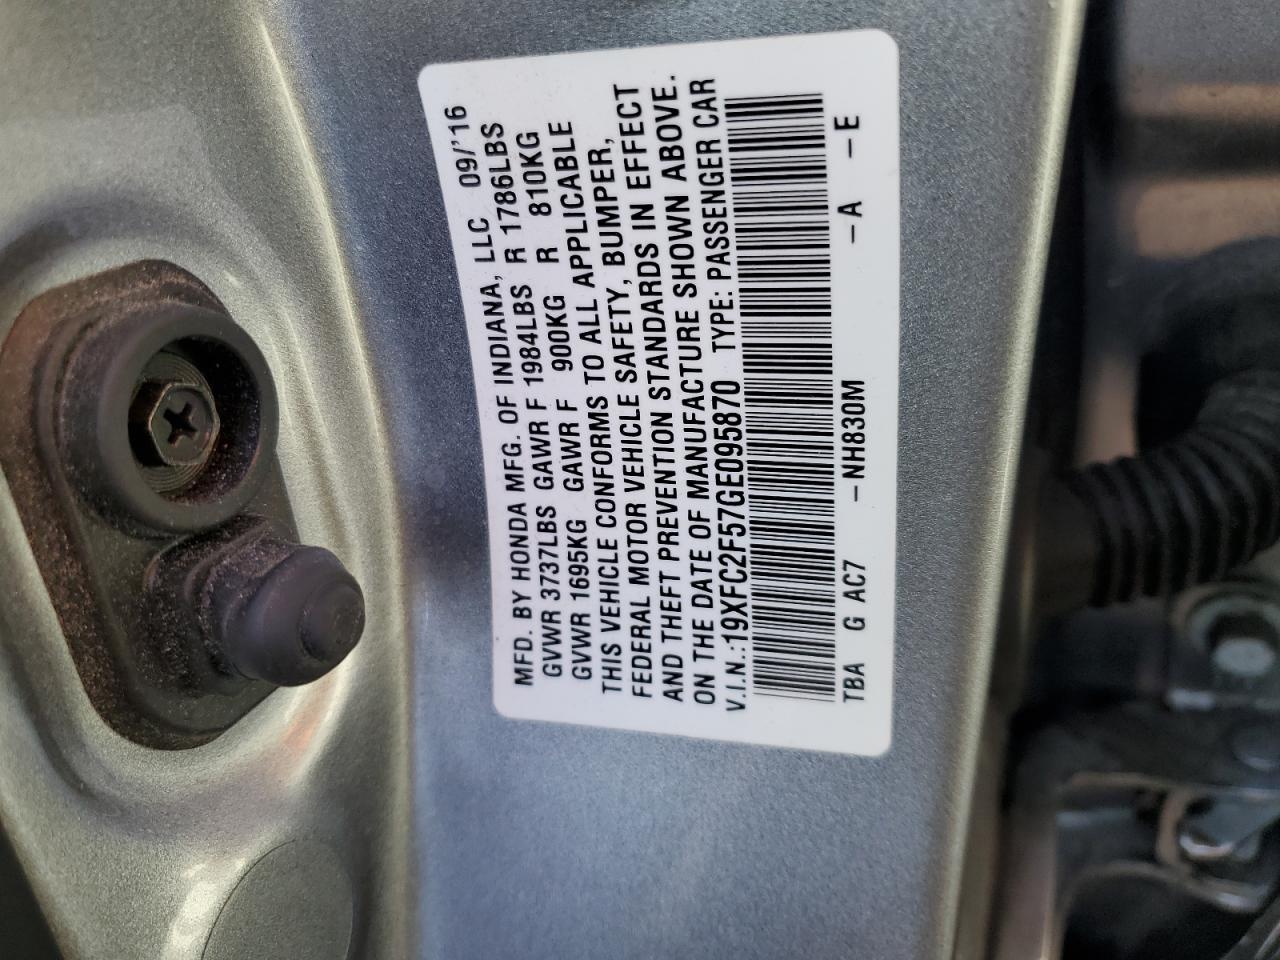 MFD. BY HONDA MFG. OF INDIANA, LLC 09/'16
GVWR 3737LBS GAWR F 1984LBS R 1786LBS
GVWR 1695KG GAWR F 900KG R 810KG
THIS VEHICLE CONFORMS TO ALL APPLICABLE
FEDERAL MOTOR VEHICLE SAFETY, BUMPER,
AND THEFT PREVENTION STANDARDS IN EFFECT
ON THE DATE OF MANUFACTURE SHOWN ABOVE.
V.I.N.:19XFC2F57GE095870 TYPE: PASSENGER CAR
TBA G AC7 –NH830M –A –E